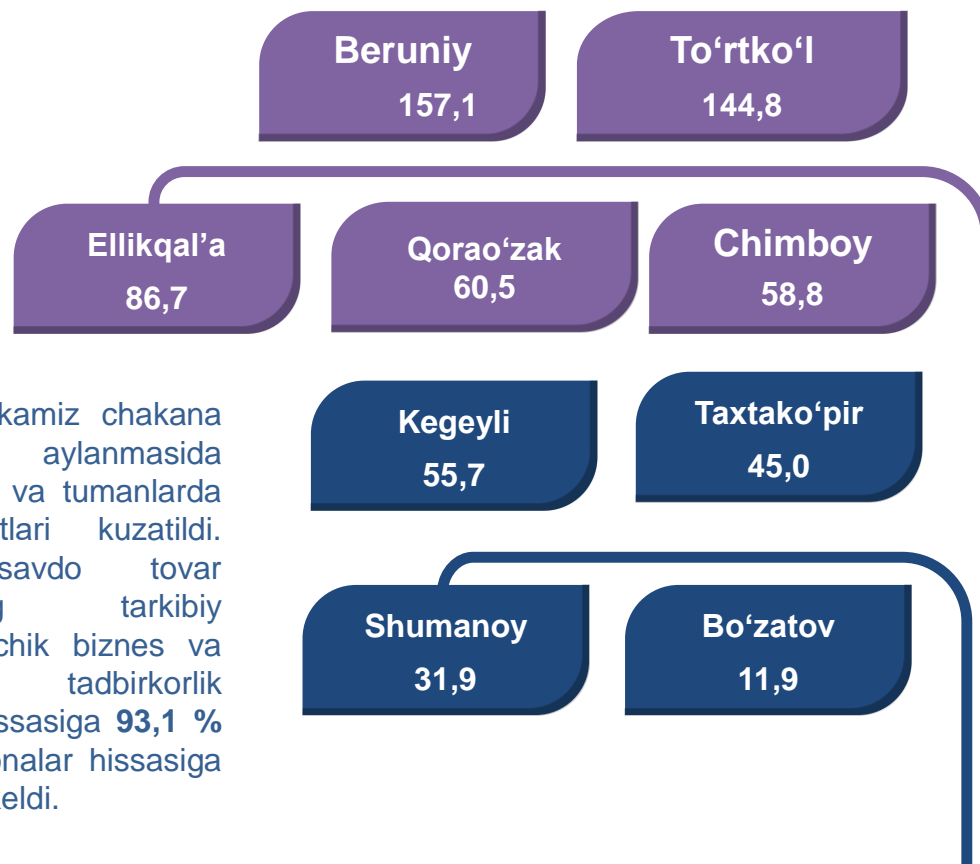 Beruniy
157,1
To‘rtko‘l
144,8
Ellikqal’a
86,7
Qorao‘zak
60,5
Chimboy
58,8
Kegeyli
55,7
Taxtako‘pir
45,0
Shumanoy
31,9
Bo‘zatov
11,9
kamiz chakana
aylanmasida
va tumanlarda
tlari kuzatildi.
savdo tovar
g tarkibiy
chik biznes va
tadbirkorlik
ssasiga 93,1 %
onalar hissasiga
keldi.